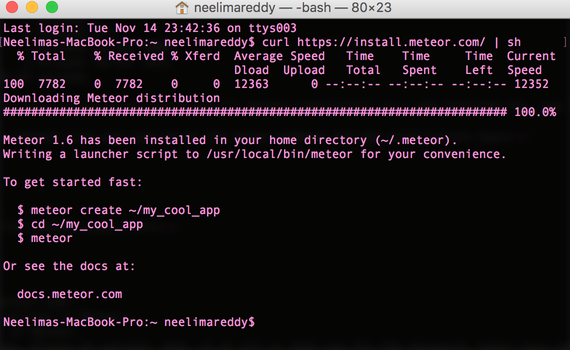 neelimareddy — -bash — 80×23
Last login: Tue Nov 14 23:42:36 on ttys003
[Neelimas-MacBook-Pro:~ neelimareddy$ curl https://install.meteor.com/ | sh ]
  % Total    % Received % Xferd  Average Speed   Time    Time     Time  Current
                                 Dload  Upload   Total   Spent    Left  Speed
100  7782    0  7782    0     0  12363      0 --:--:-- --:--:-- --:--:-- 12352
Downloading Meteor distribution
######################################################################## 100.0%
Meteor 1.6 has been installed in your home directory (~/.meteor).
Writing a launcher script to /usr/local/bin/meteor for your convenience.
To get started fast:
  $ meteor create ~/my_cool_app
  $ cd ~/my_cool_app
  $ meteor
Or see the docs at:
  docs.meteor.com
Neelimas-MacBook-Pro:~ neelimareddy$